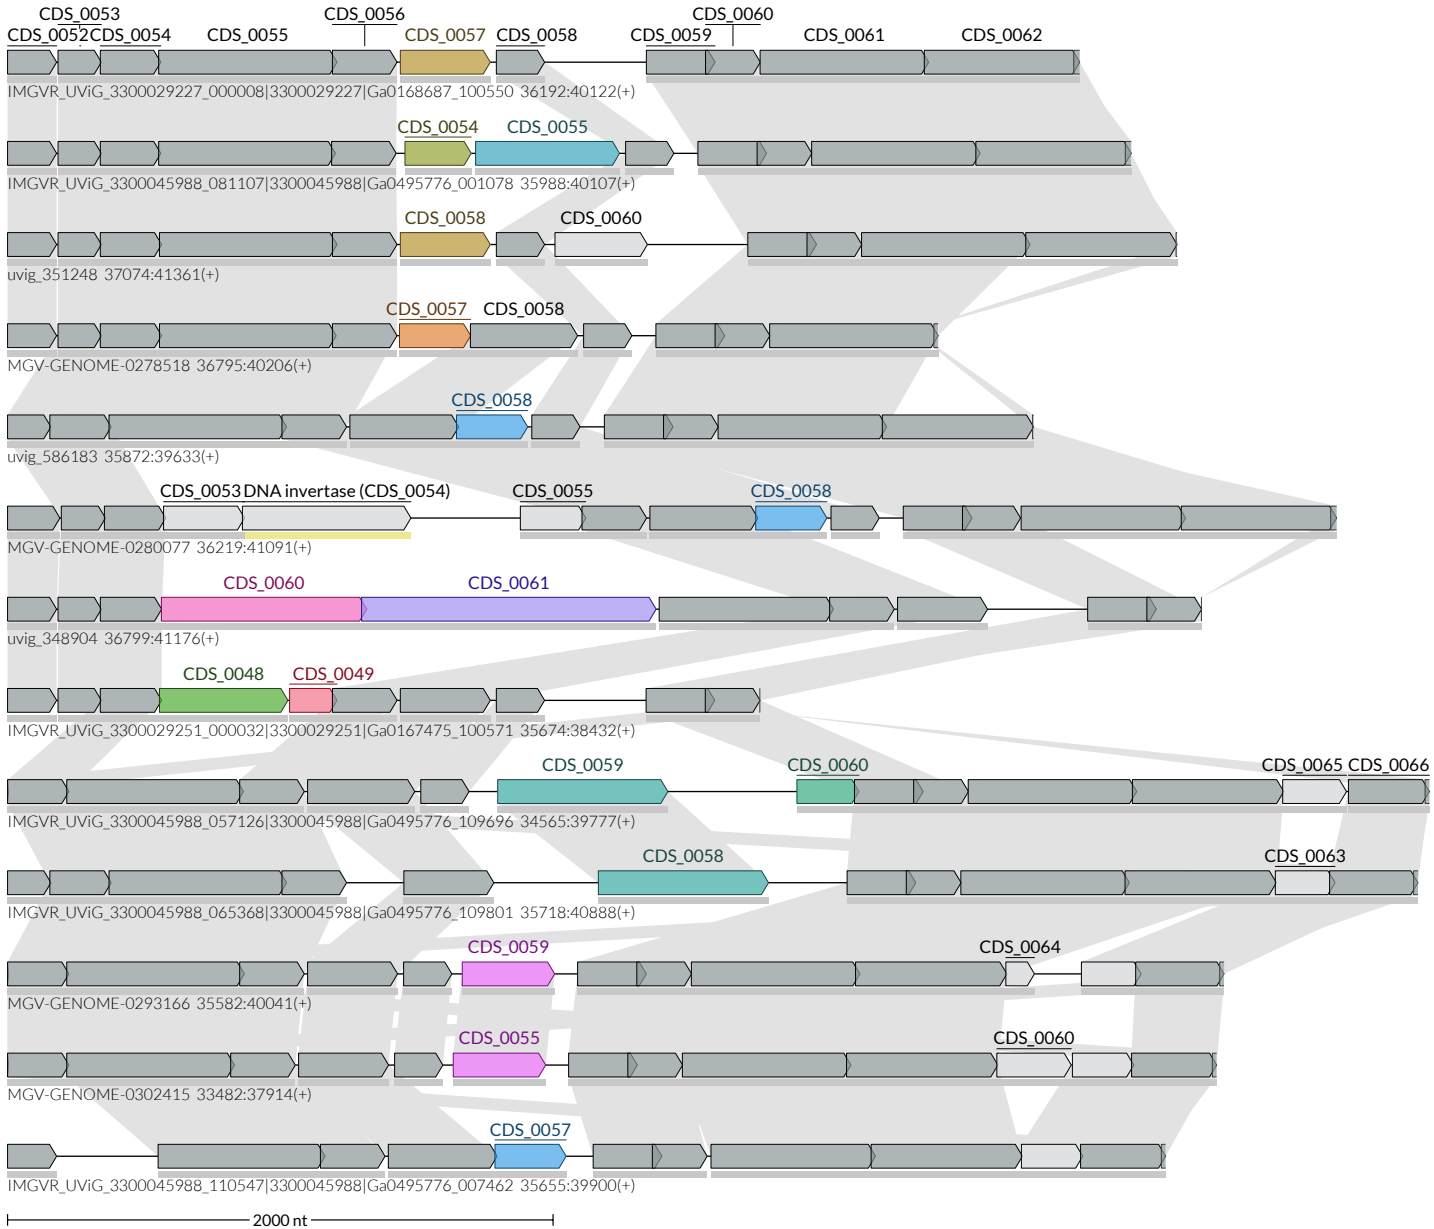 CDS_0053 CDS_0056 CDS_0060
CDS_0052 CDS_0054 CDS_0055 CDS_0057 CDS_0058 CDS_0059 CDS_0061 CDS_0062
IMGVR_UViG_3300029227_000008|3300029227|Ga0168687_100550 36192:40122(+)
CDS_0054 CDS_0055
IMGVR_UViG_3300045988_081107|3300045988|Ga0495776_001078 35988:40107(+)
CDS_0058 CDS_0060
uvig_351248 37074:41361(+)
CDS_0057 CDS_0058
MGV-GENOME-0278518 36795:40206(+)
CDS_0058
uvig_586183 35872:39633(+)
CDS_0053 DNA invertase (CDS_0054) CDS_0055 CDS_0058
MGV-GENOME-0280077 36219:41091(+)
CDS_0060 CDS_0061
uvig_348904 36799:41176(+)
CDS_0048 CDS_0049
IMGVR_UViG_3300029251_000032|3300029251|Ga0167475_100571 35674:38432(+)
CDS_0059 CDS_0060 CDS_0065 CDS_0066
IMGVR_UViG_3300045988_057126|3300045988|Ga0495776_109696 34565:39777(+)
CDS_0058 CDS_0063
IMGVR_UViG_3300045988_065368|3300045988|Ga0495776_109801 35718:40888(+)
CDS_0059 CDS_0064
MGV-GENOME-0293166 35582:40041(+)
CDS_0055 CDS_0060
MGV-GENOME-0302415 33482:37914(+)
CDS_0057
IMGVR_UViG_3300045988_110547|3300045988|Ga0495776_007462 35655:39900(+)
2000 nt